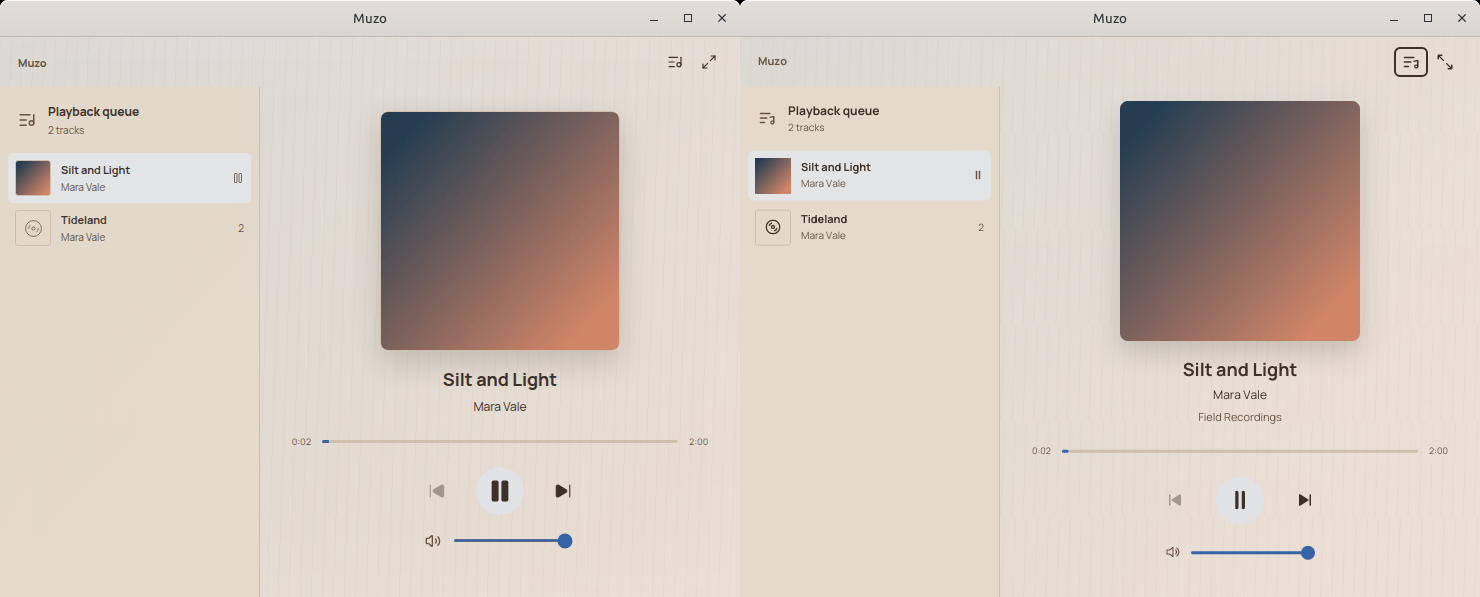 Muzo
Muzo
Playback queue
2 tracks
Silt and Light
Mara Vale
Tideland
Mara Vale
2
Silt and Light
Mara Vale
0:02
2:00
Muzo
Muzo
Playback queue
2 tracks
Silt and Light
Mara Vale
Tideland
Mara Vale
2
Silt and Light
Mara Vale
Field Recordings
0:02
2:00